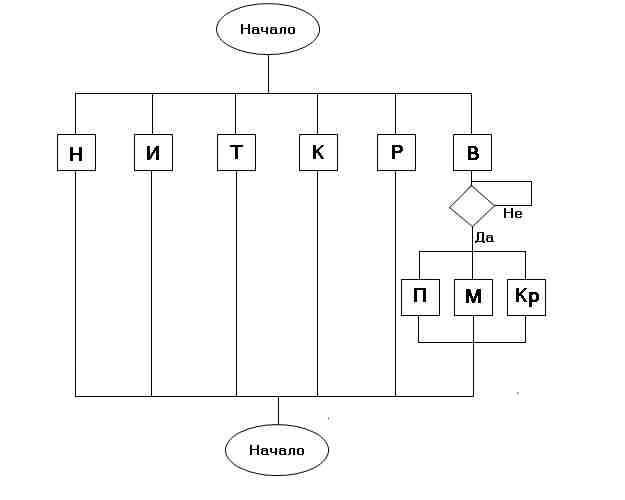 Начало
Н И Т К Р В
Не
Да
П М Кр
Начало